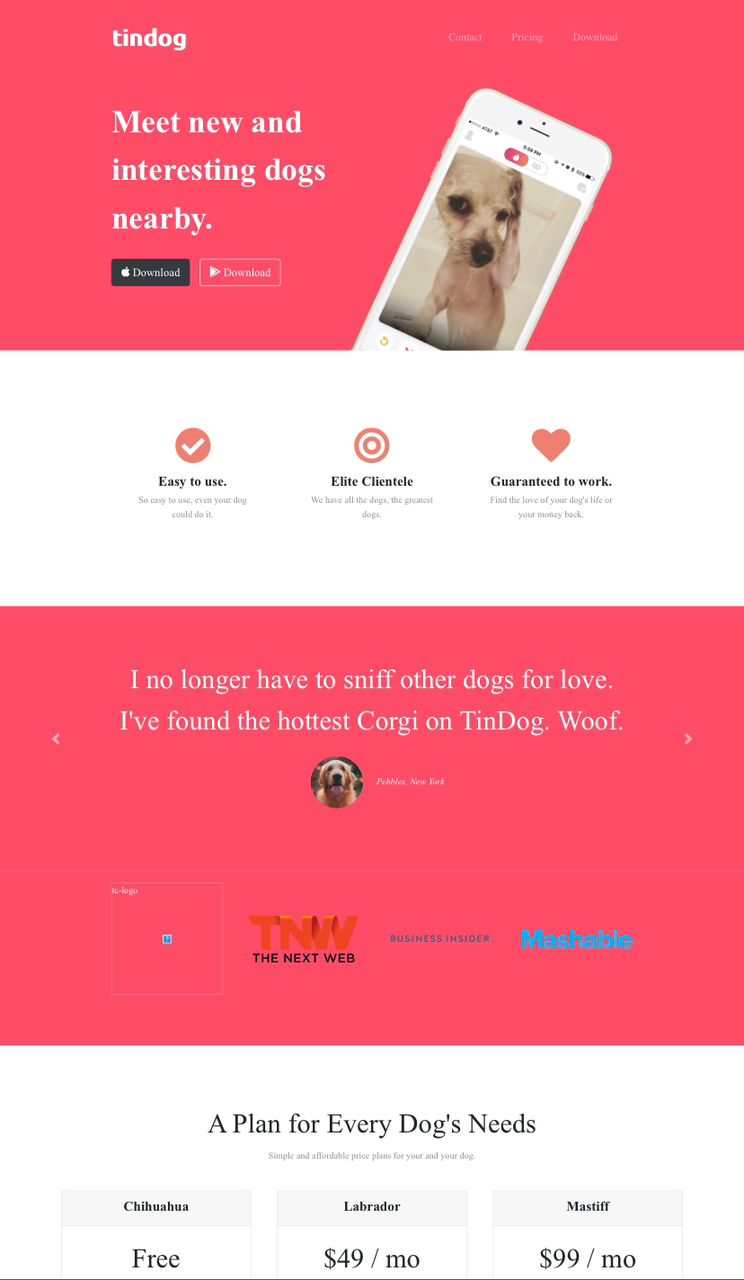 tindog
Contact Pricing Download
Meet new and
interesting dogs
nearby.
Download Download
AT&T
5:58 PM
53%
Easy to use. Elite Clientele Guaranteed to work.
So easy to use, even your dog We have all the dogs, the greatest Find the love of your dog's life or
could do it. dogs. your money back.
I no longer have to sniff other dogs for love.
I've found the hottest Corgi on TinDog. Woof.
Pebbles, New York
tc-logo
TNW
THE NEXT WEB
BUSINESS INSIDER
Mashable
A Plan for Every Dog's Needs
Simple and affordable price plans for your and your dog.
Chihuahua Labrador Mastiff
Free $49 / mo $99 / mo